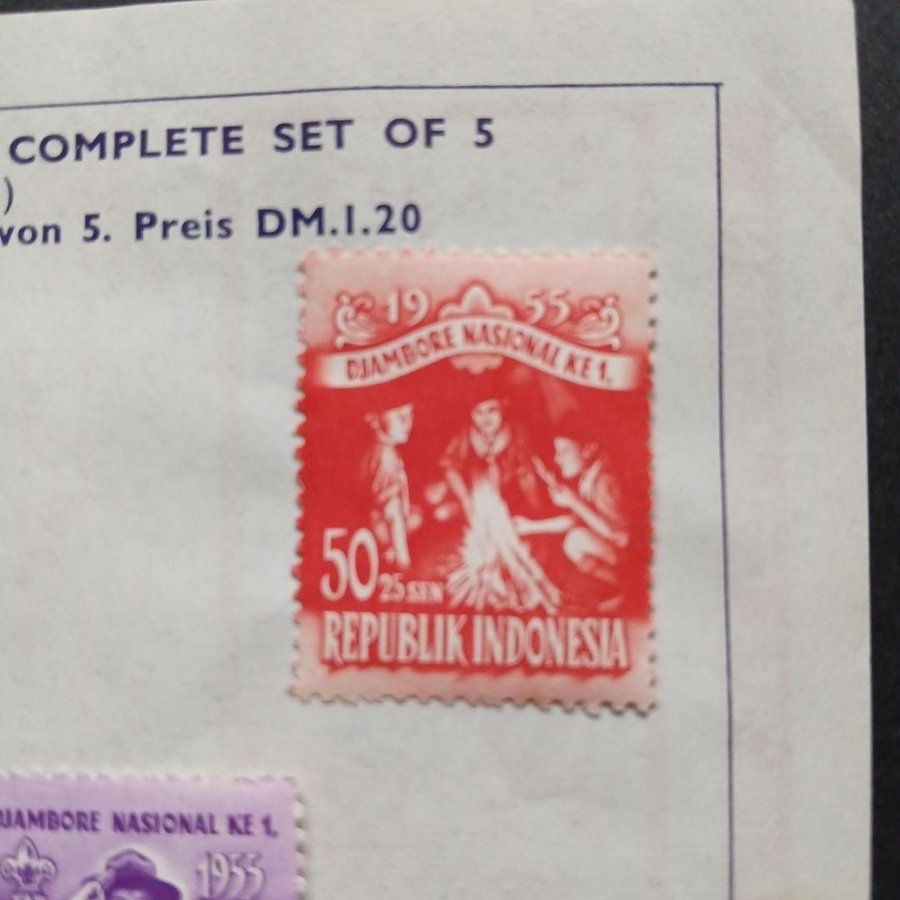 COMPLETE SET OF 5
)
von 5. Preis DM.1.20
1955
DJAMBORE NASIONAL KE 1.
50
+
25 SEN
REPUBLIK INDONESIA
DJAMBORE NASIONAL KE 1.
1955